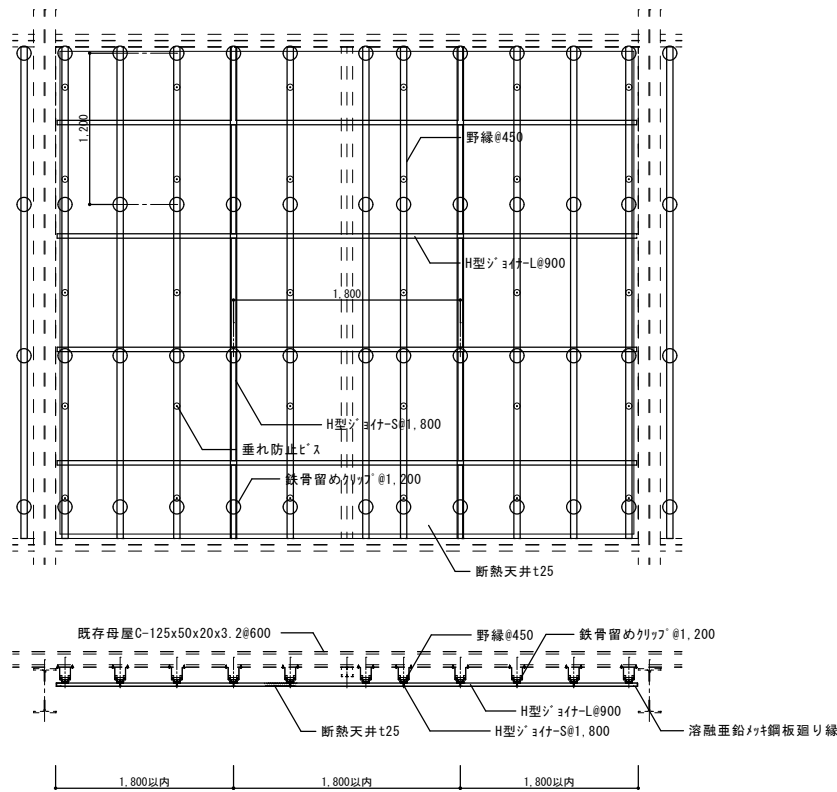 1,200
野縁@450
H型ｼﾞｮｲﾅｰL@900
1,800
H型ｼﾞｮｲﾅｰS@1,800
垂れ防止ﾋﾞｽ
鉄骨留めｸﾘｯﾌﾟ@1,200
断熱天井t25
既存母屋C-125x50x20x3.2@600
野縁@450
鉄骨留めｸﾘｯﾌﾟ@1,200
H型ｼﾞｮｲﾅｰL@900
断熱天井t25
H型ｼﾞｮｲﾅｰS@1,800
溶融亜鉛ﾒｯｷ鋼板廻り縁
1,800以内
1,800以内
1,800以内